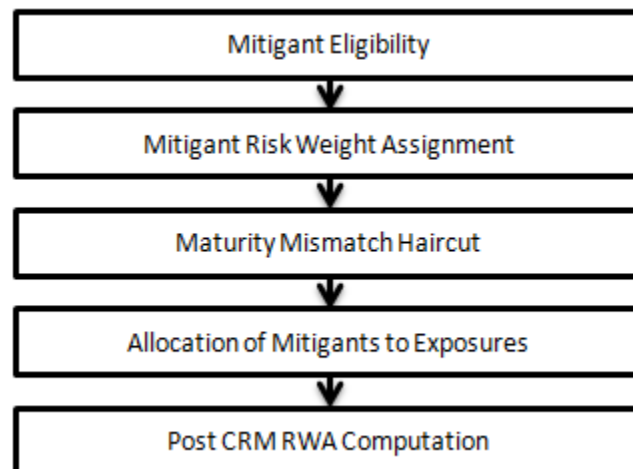 Mitigant Eligibility
Mitigant Risk Weight Assignment
Maturity Mismatch Haircut
Allocation of Mitigants to Exposures
Post CRM RWA Computation